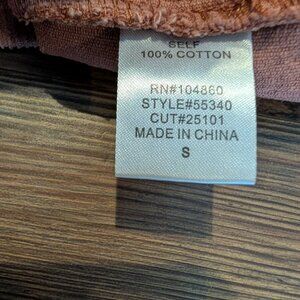 SELF
100% COTTON
RN#104860
STYLE#55340
CUT#25101
MADE IN CHINA
S